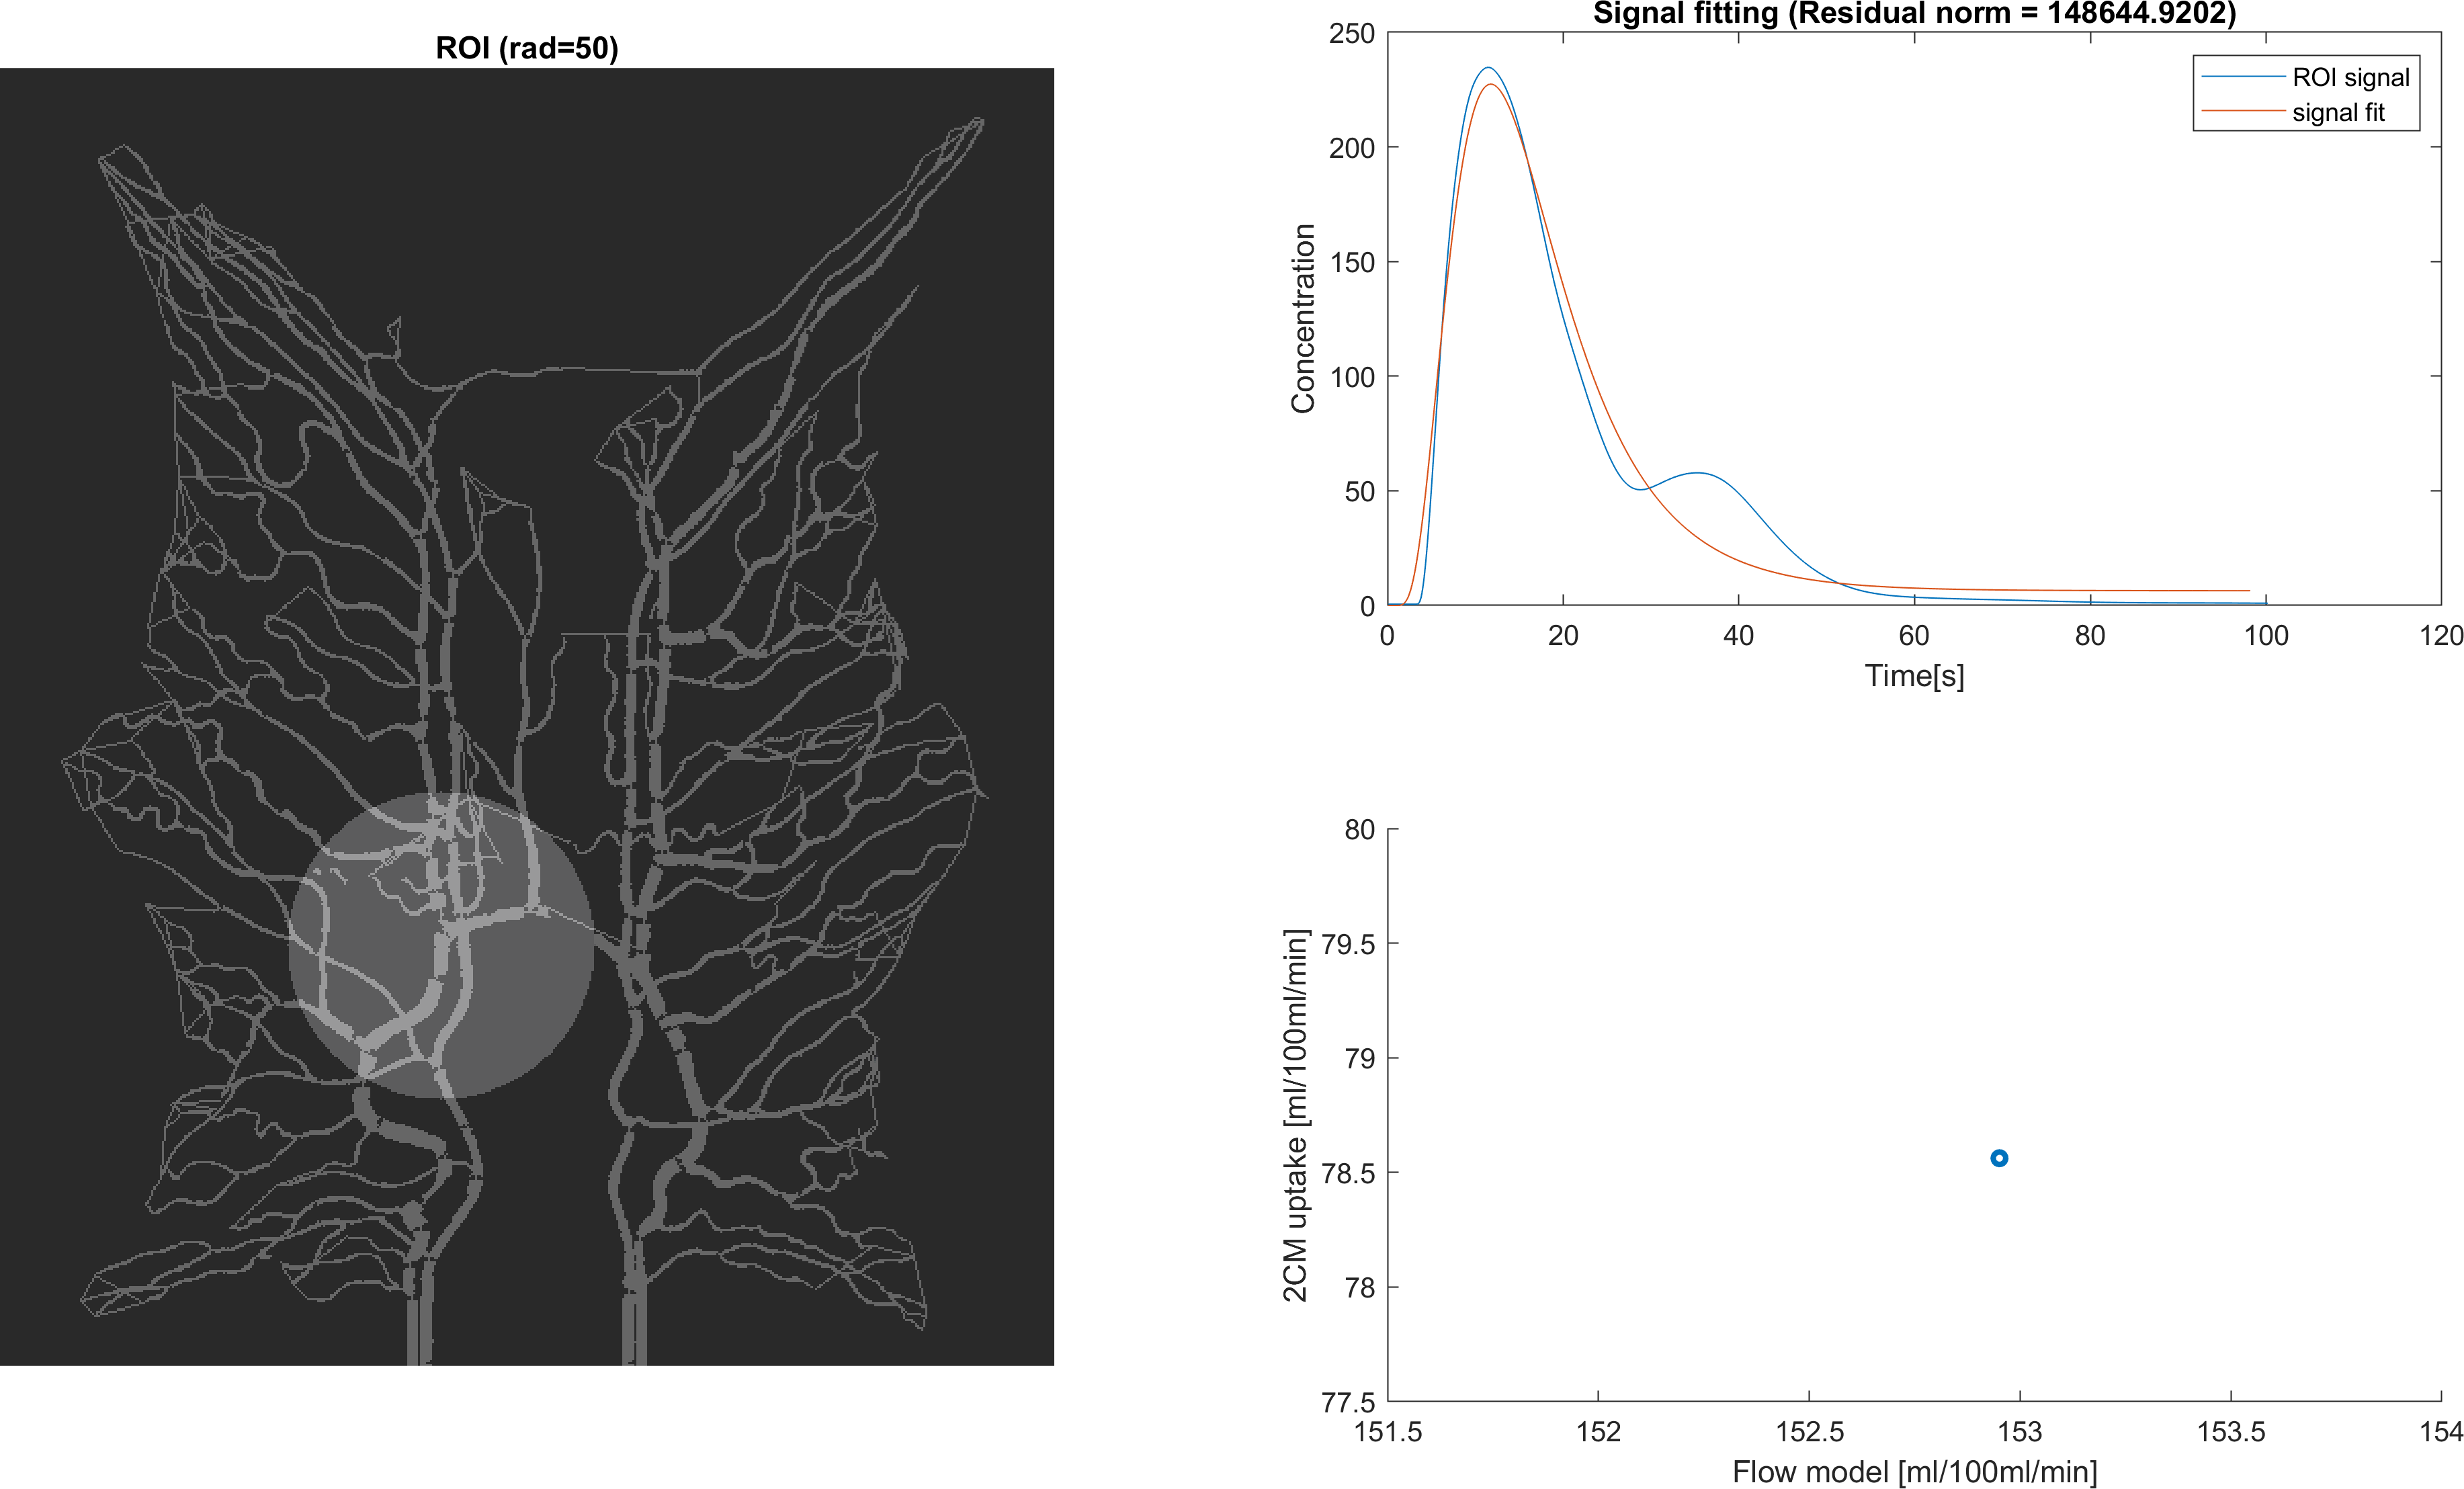 ROI (rad=50)
Signal fitting (Residual norm = 148644.9202)
250
200
150
100
50
0
Concentration
ROI signal
signal fit
0 20 40 60 80 100 120
Time[s]
80
79.5
79
78.5
78
77.5
2CM uptake [ml/100ml/min]
151.5 152 152.5 153 153.5 154
Flow model [ml/100ml/min]